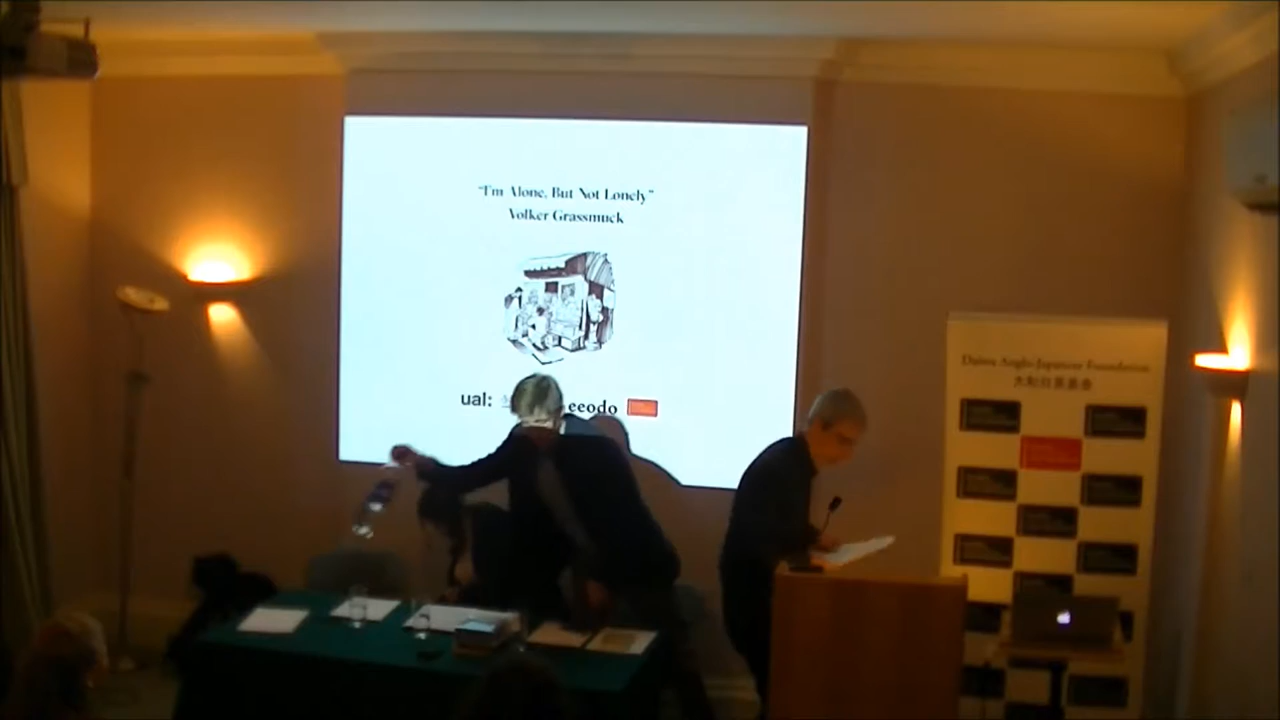 "I'm Alone, But Not Lonely"
Volker Grassmuck
ual:
eeodo
Daiwa Anglo-Japanese Foundation
大和日英基金